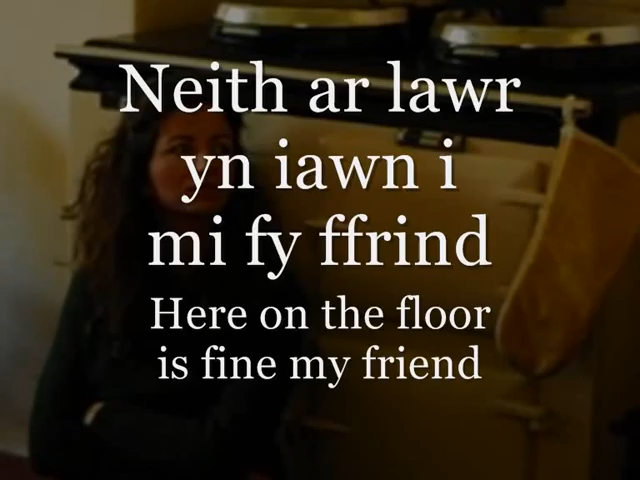 Neith ar lawr
yn iawn i
mi fy ffrind
Here on the floor
is fine my friend